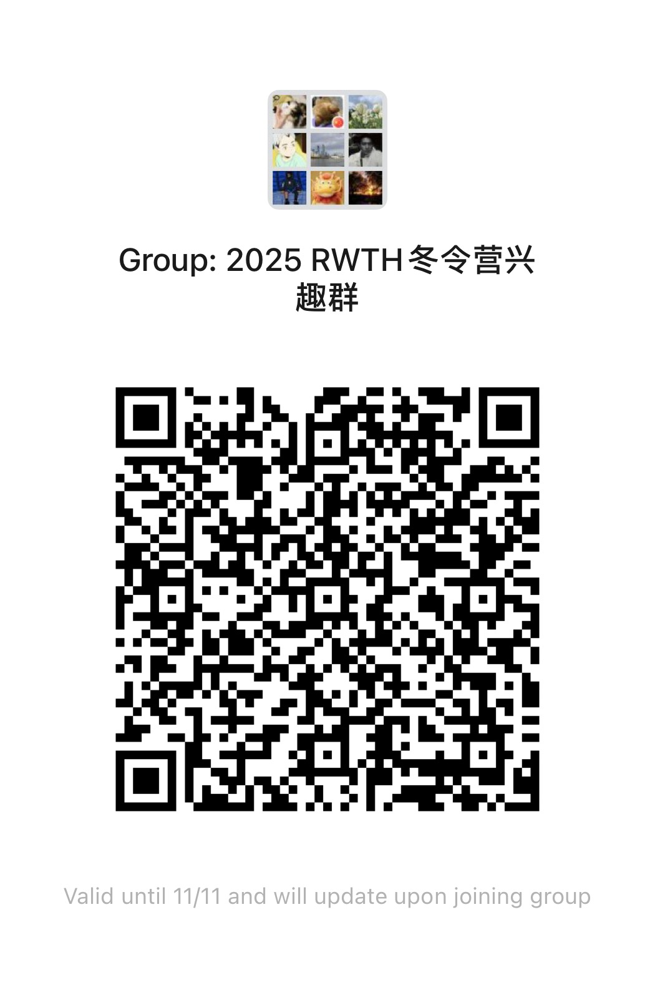 Group: 2025 RWTH冬令营兴
趣群
Valid until 11/11 and will update upon joining group